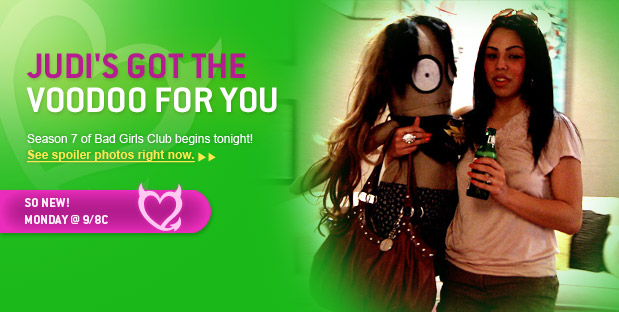 JUDI'S GOT THE
VOODOO FOR YOU
Season 7 of Bad Girls Club begins tonight!
See spoiler photos right now.
SO NEW!
MONDAY @ 9/8C